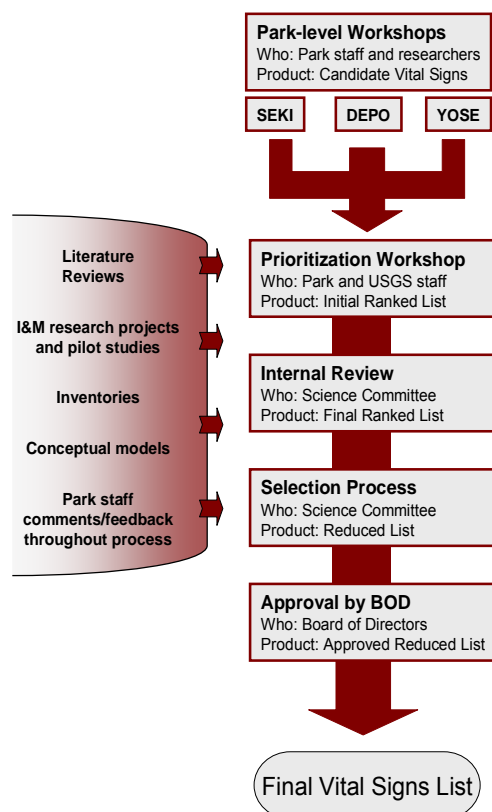 Park-level Workshops
Who: Park staff and researchers
Product: Candidate Vital Signs
SEKI
DEPO
YOSE
Literature
Reviews
I&M research projects
and pilot studies
Inventories
Conceptual models
Park staff
comments/feedback
throughout process
Prioritization Workshop
Who: Park and USGS staff
Product: Initial Ranked List
Internal Review
Who: Science Committee
Product: Final Ranked List
Selection Process
Who: Science Committee
Product: Reduced List
Approval by BOD
Who: Board of Directors
Product: Approved Reduced List
Final Vital Signs List